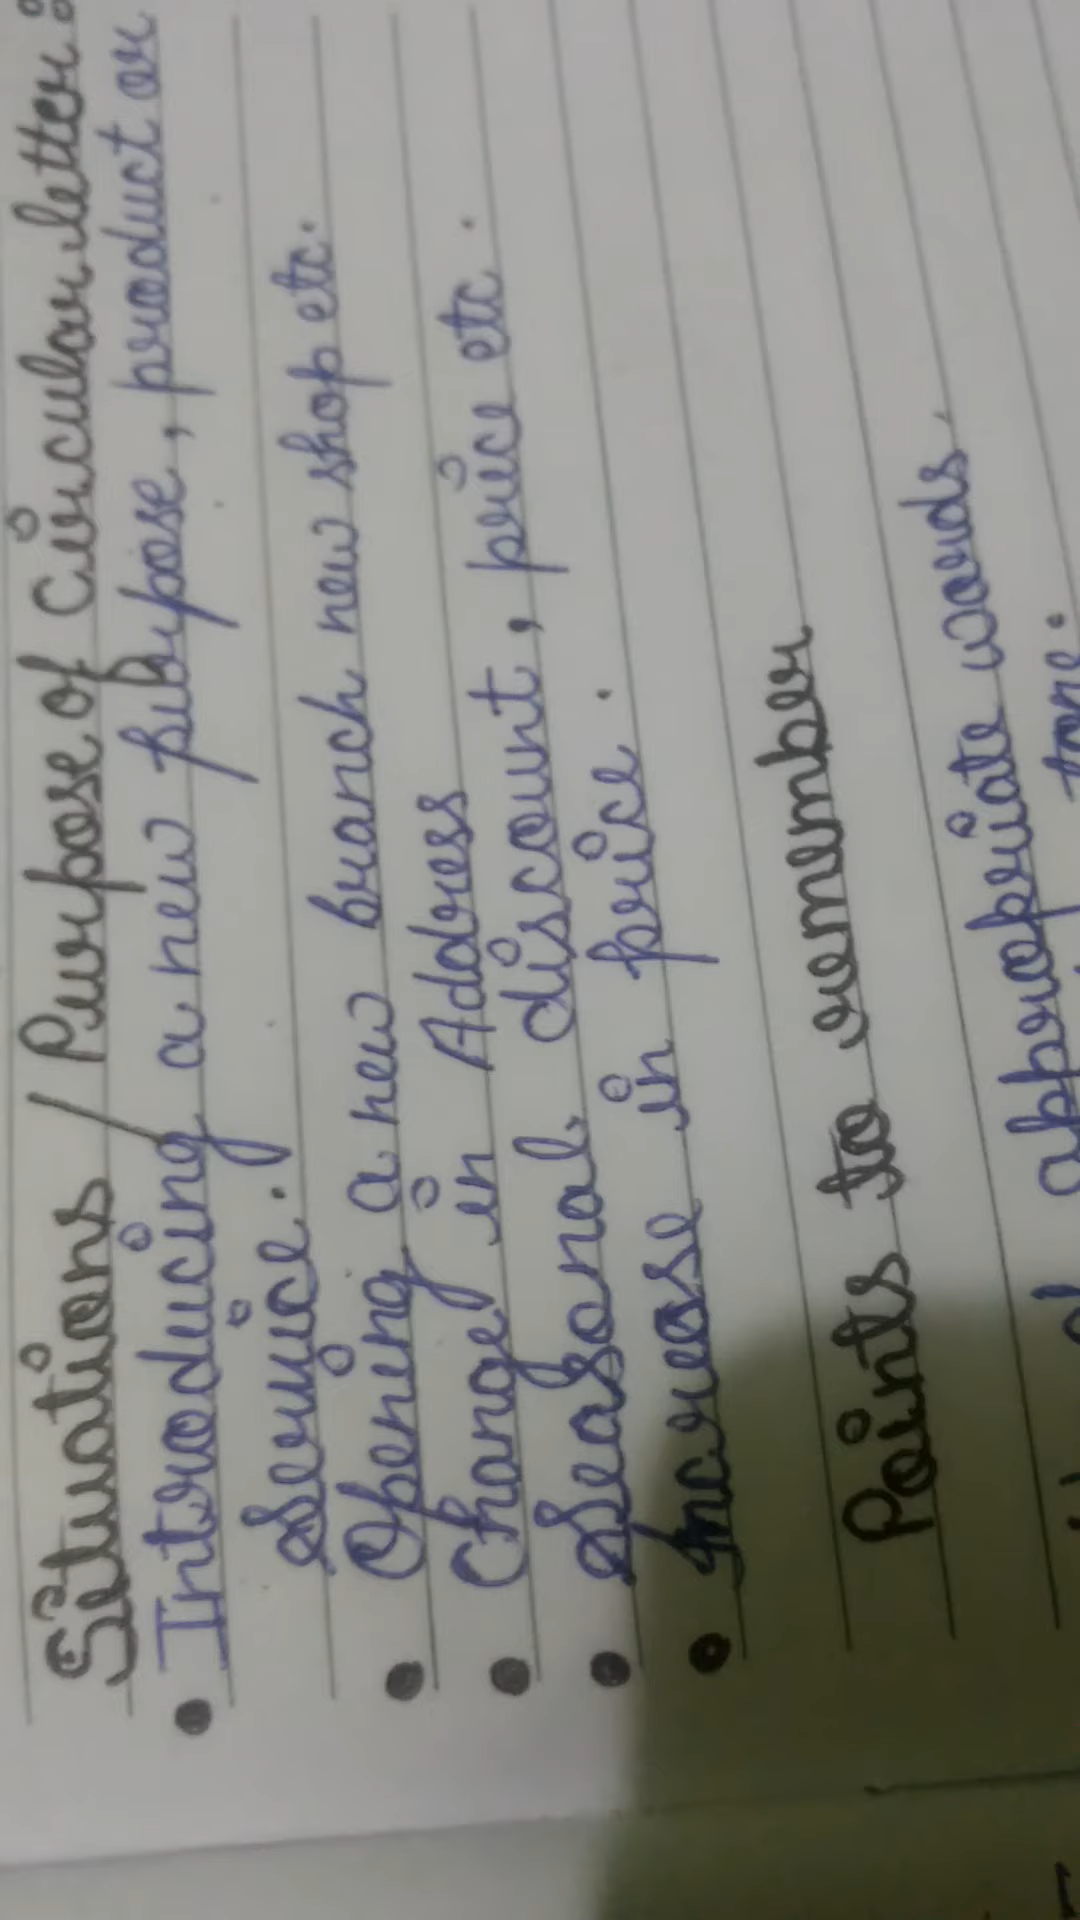 Situations / Purpose of Circular letter :
• Introducing a new purpose, product or
service.
• Opening a new branch new shop etc.
• Change in Address
• Seasonal discount, price etc.
• Increase in price.
Points to remember
appropriate words
tone.